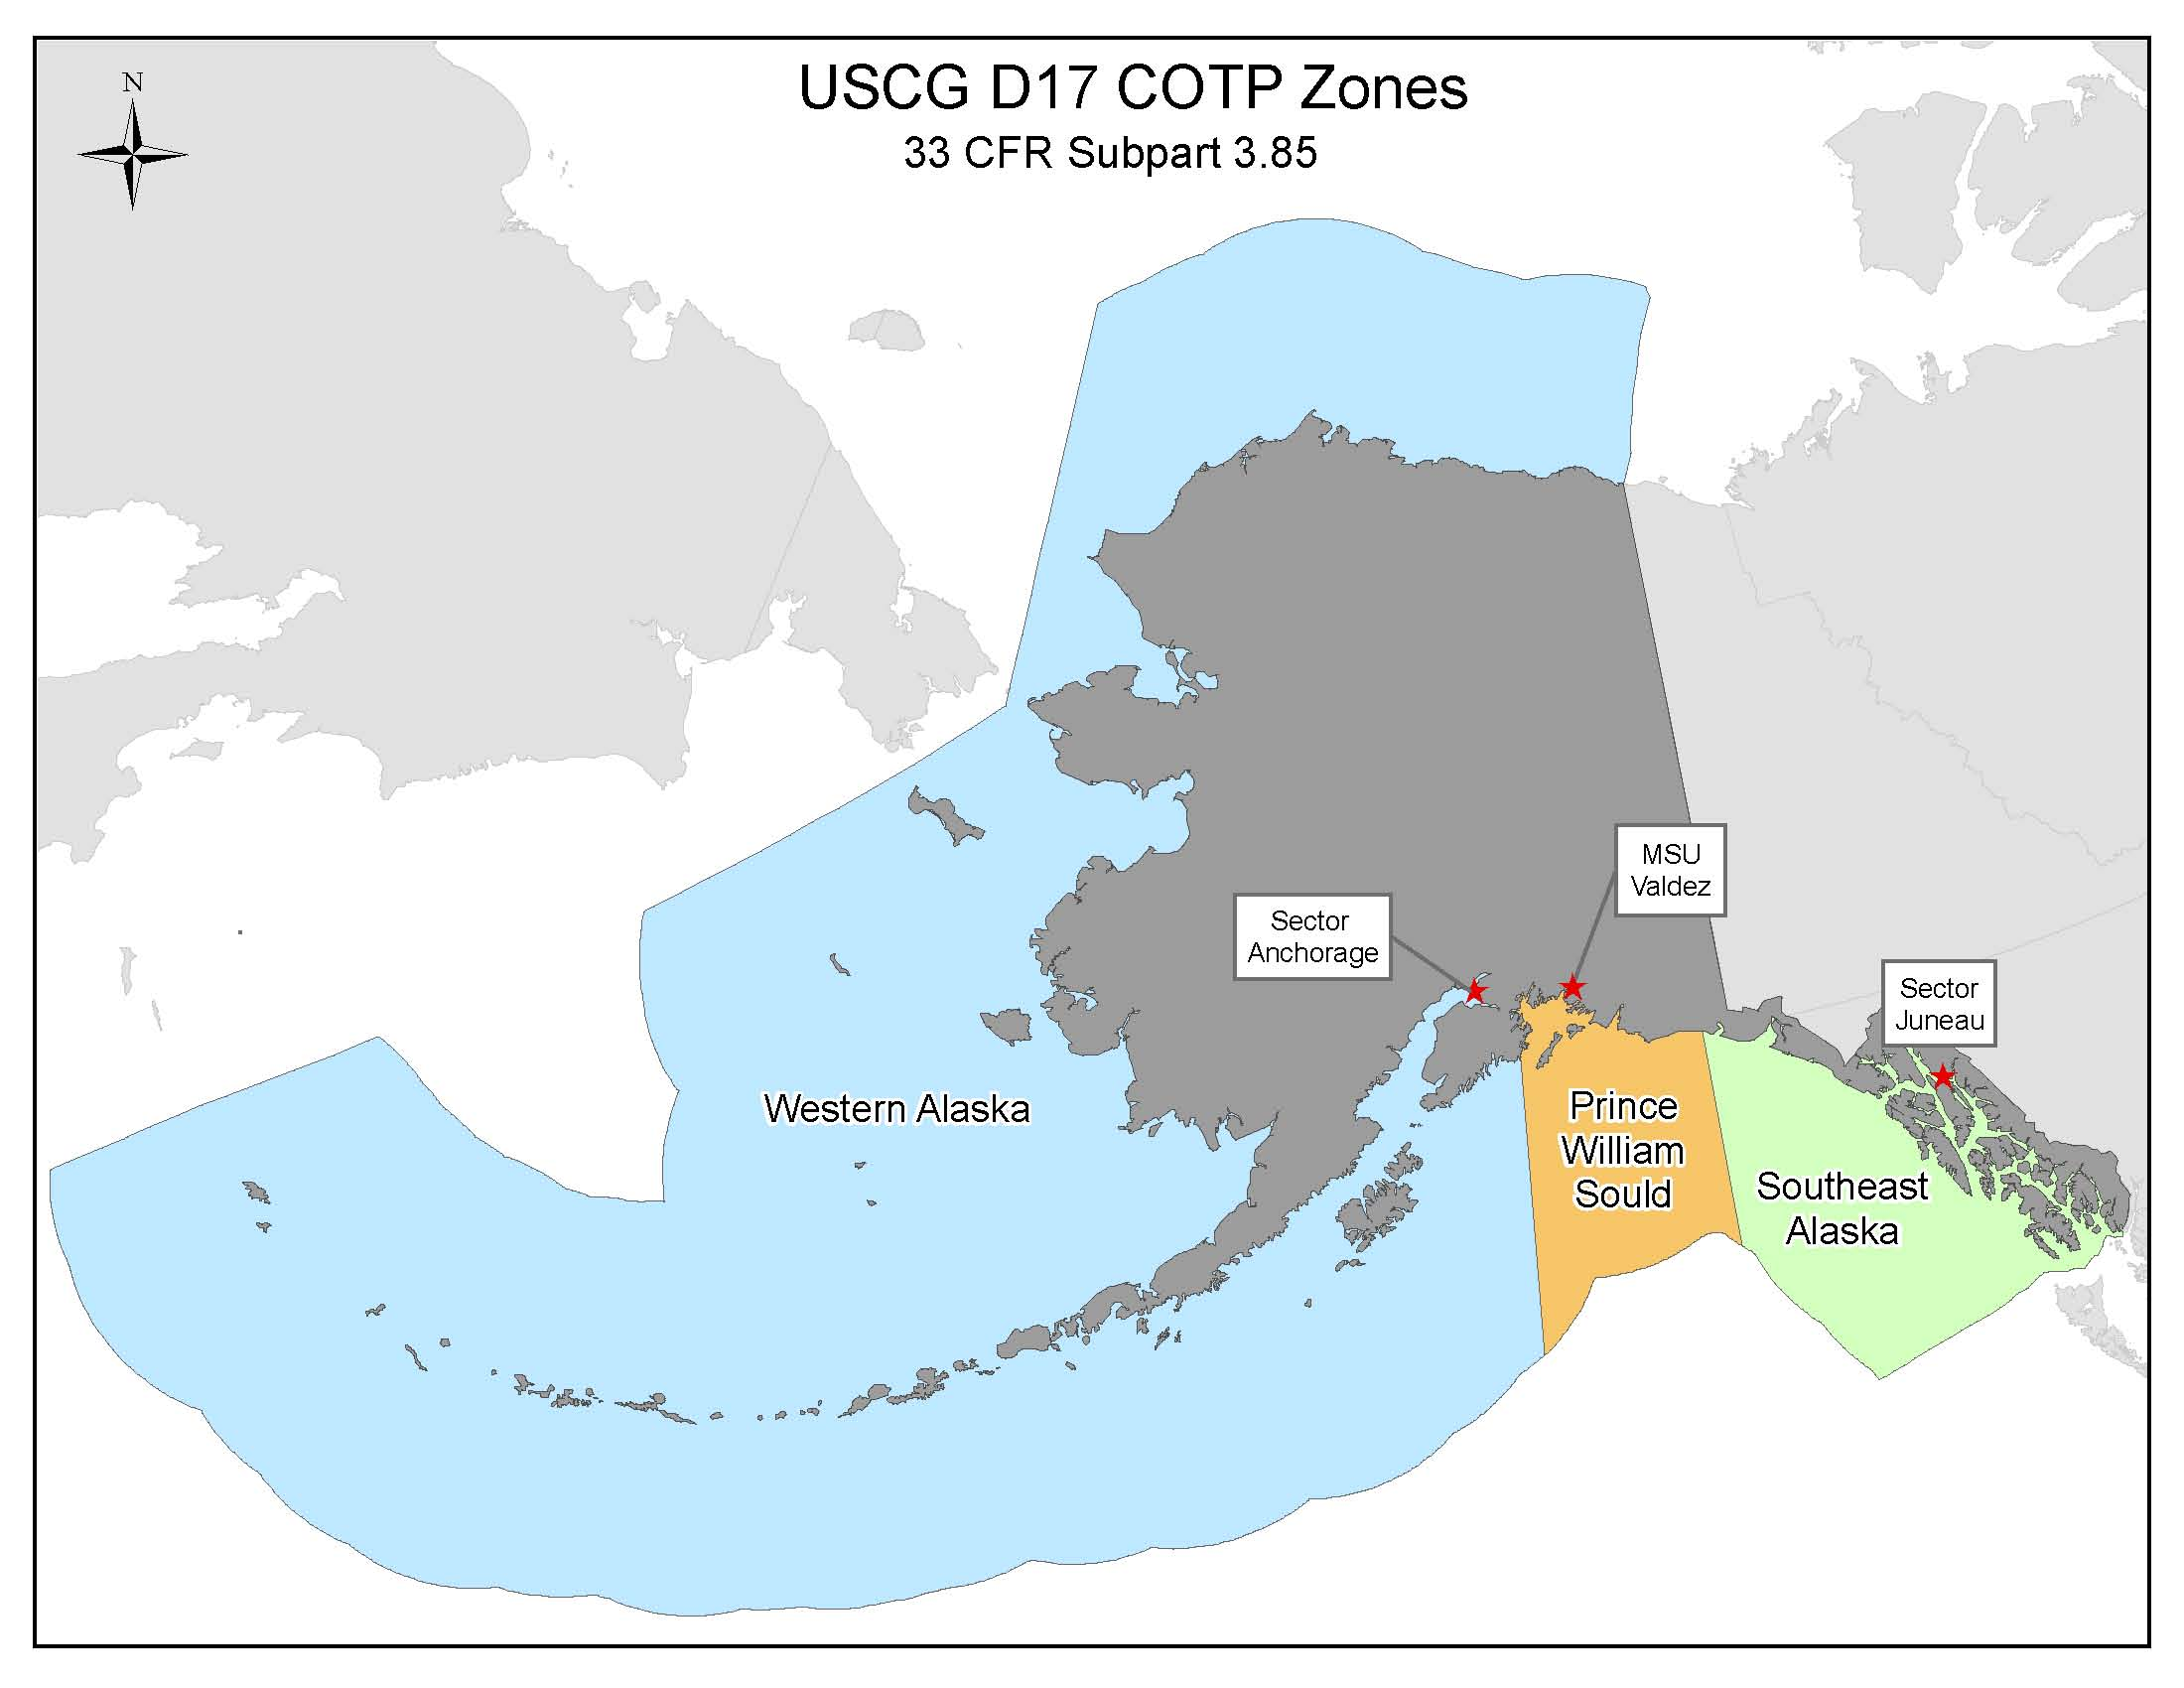 USCG D17 COTP Zones
33 CFR Subpart 3.85
N
MSU
Valdez
Sector
Anchorage
Sector
Juneau
Western Alaska
Prince
William
Sould
Southeast
Alaska